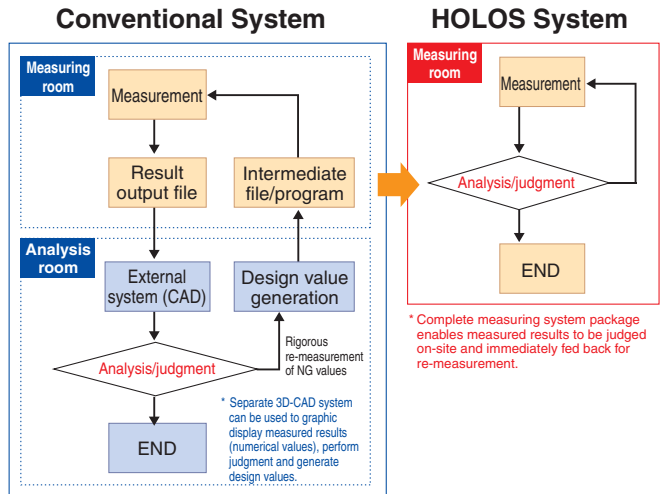 Conventional System
Measuring
room
Measurement
Result
output file
Intermediate
file/program
Analysis
room
External
system (CAD)
Design value
generation
Analysis/judgment
Rigorous
re-measurement
of NG values
END
* Separate 3D-CAD system
can be used to graphic
display measured results
(numerical values), perform
judgment and generate
design values.
HOLOS System
Measuring
room
Measurement
Analysis/judgment
END
* Complete measuring system package
enables measured results to be judged
on-site and immediately fed back for
re-measurement.